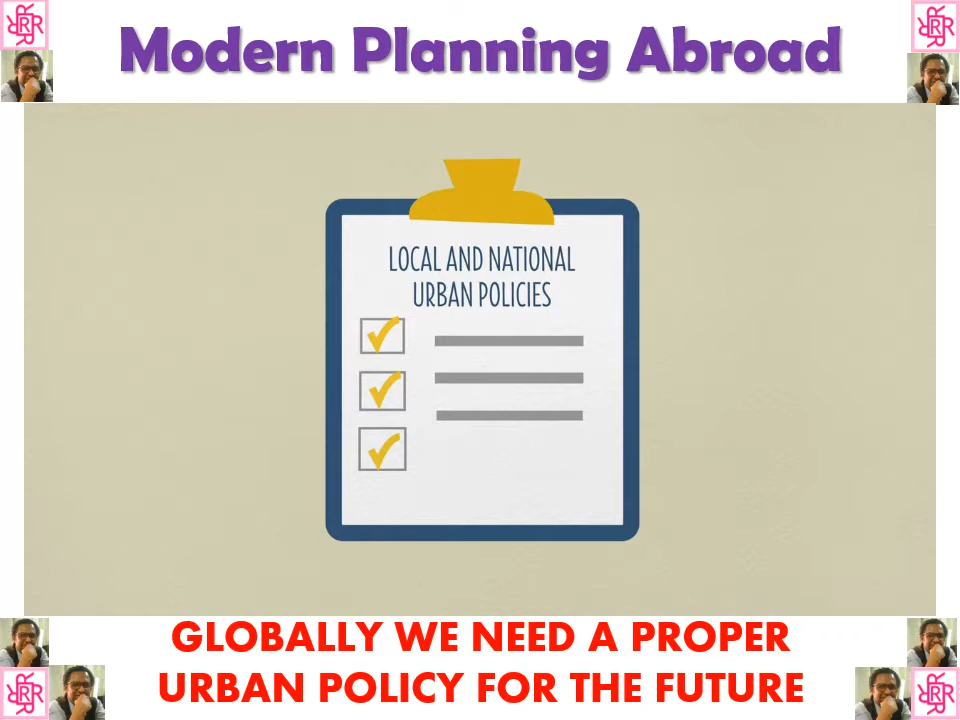 Modern Planning Abroad
LOCAL AND NATIONAL
URBAN POLICIES
GLOBALLY WE NEED A PROPER
URBAN POLICY FOR THE FUTURE